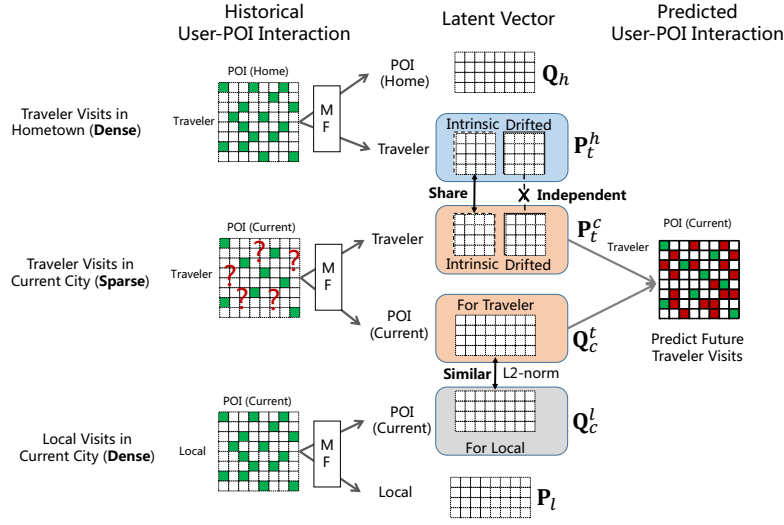 Historical
User-POI Interaction
Latent Vector
Predicted
User-POI Interaction
POI (Home)
Traveler Visits in
Hometown (Dense)
Traveler
M
F
POI
(Home)
Q_h
Traveler
Intrinsic Drifted
P_t^h
Share
X Independent
POI (Current)
Traveler Visits in
Current City (Sparse)
Traveler
? ? ? ? ?
M
F
Traveler
Intrinsic Drifted
P_t^c
POI
(Current)
For Traveler
Q_c^t
Similar L2-norm
POI (Current)
Traveler
Predict Future
Traveler Visits
POI (Current)
Local Visits in
Current City (Dense)
Local
M
F
POI
(Current)
For Local
Q_c^l
Local
P_l